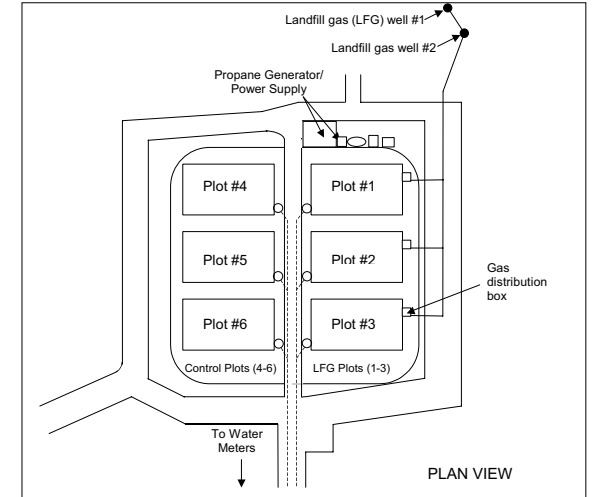 Landfill gas (LFG) well #1
Landfill gas well #2
Propane Generator/
Power Supply
Plot #4
Plot #1
Plot #5
Plot #2
Gas
distribution
box
Plot #6
Plot #3
Control Plots (4-6)
LFG Plots (1-3)
To Water
Meters
PLAN VIEW